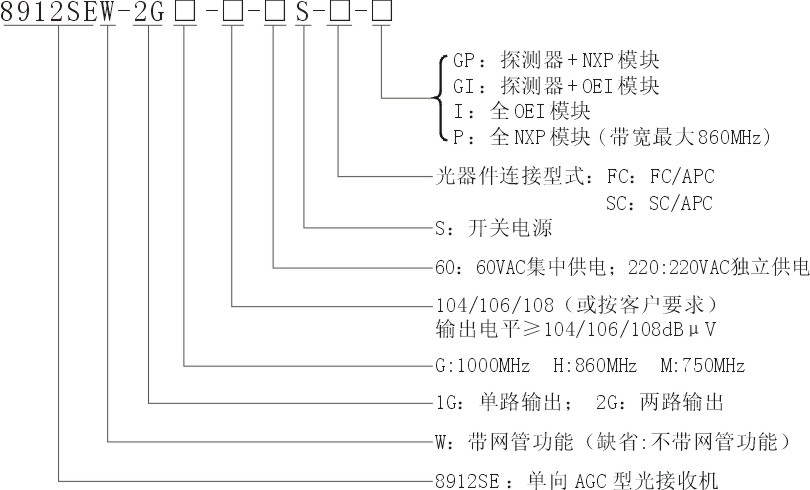 8912SEW-2G□-□-□S-□-□
GP：探测器+NXP模块
GI：探测器+OEI模块
I：全OEI模块
P：全NXP模块（带宽最大860MHz）
光器件连接型式：FC：FC/APC
SC：SC/APC
S：开关电源
60：60VAC集中供电；220:220VAC独立供电
104/106/108（或按客户要求）
输出电平≥104/106/108dBμV
G:1000MHz H:860MHz M:750MHz
1G：单路输出； 2G：两路输出
W：带网管功能（缺省:不带网管功能）
8912SE：单向AGC型光接收机